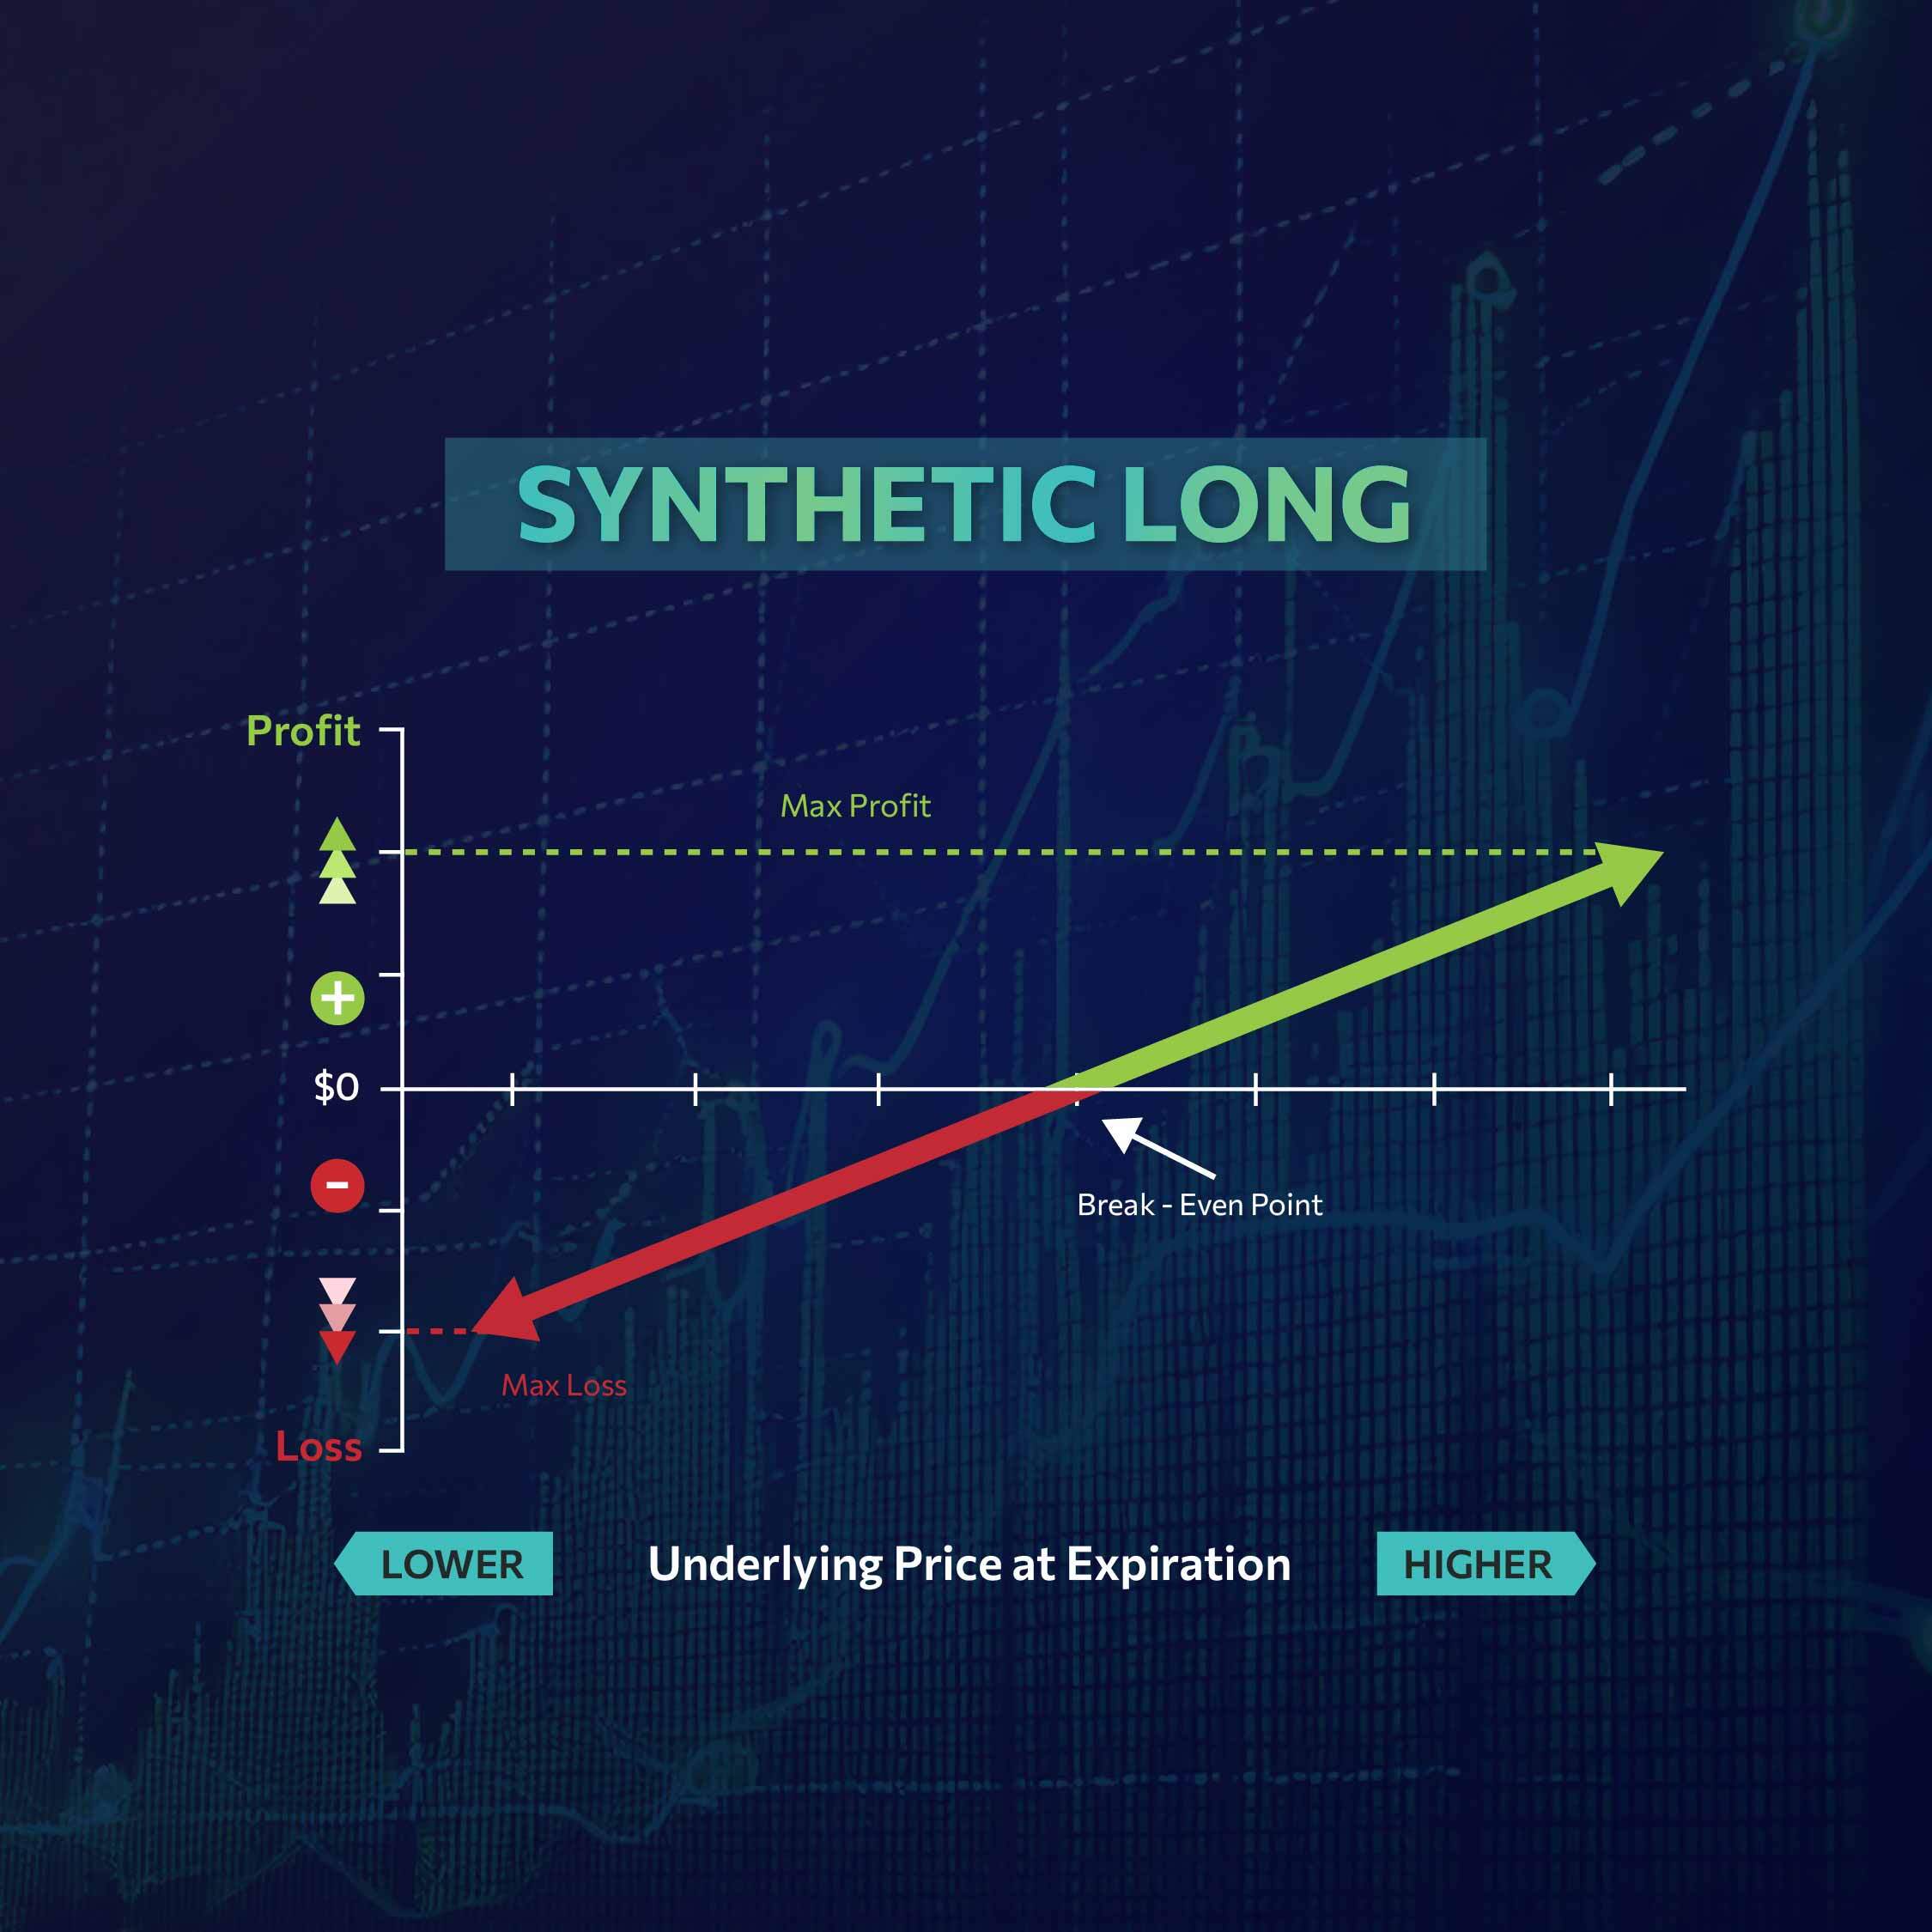 SYNTHETIC LONG
Profit
Max Profit
+
$0
-
Break - Even Point
Max Loss
Loss
LOWER
Underlying Price at Expiration
HIGHER